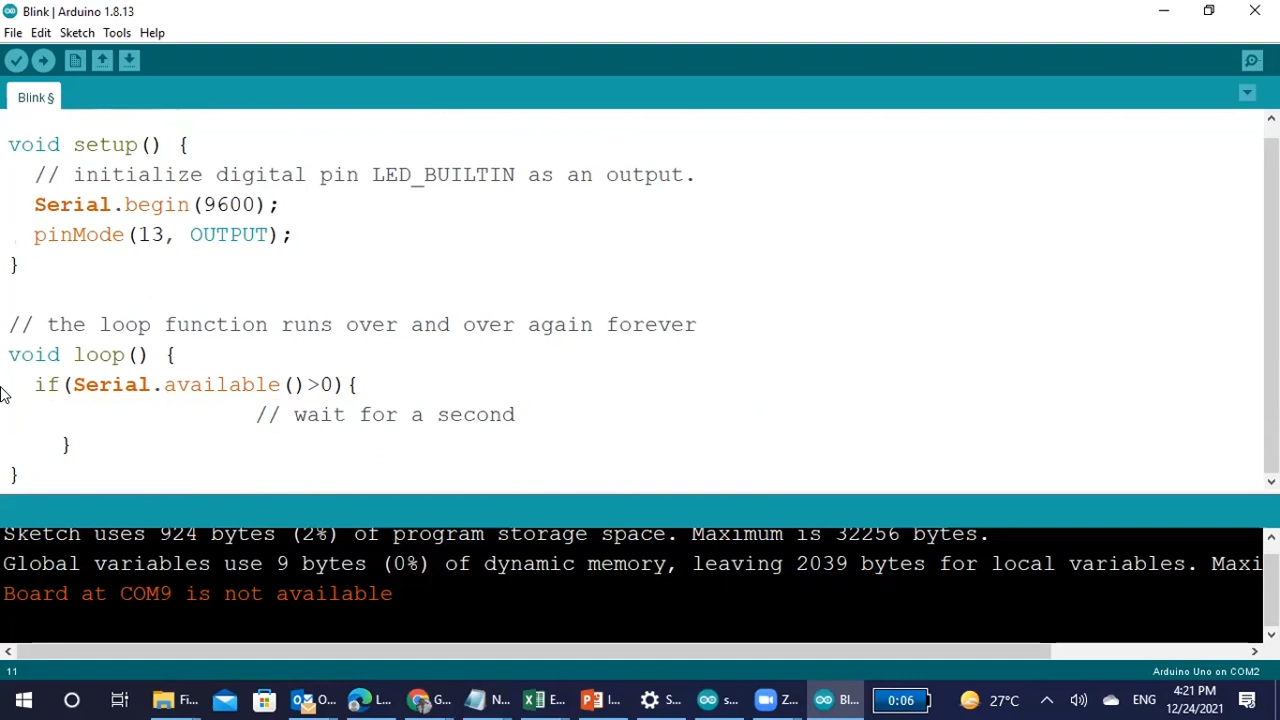 Blink | Arduino 1.8.13
File Edit Sketch Tools Help
Blink §
void setup() {
// initialize digital pin LED_BUILTIN as an output.
Serial.begin(9600);
pinMode(13, OUTPUT);
}
// the loop function runs over and over again forever
void loop() {
if(Serial.available()>0){
// wait for a second
}
}
Sketch uses 924 bytes (2%) of program storage space. Maximum is 32256 bytes.
Global variables use 9 bytes (0%) of dynamic memory, leaving 2039 bytes for local variables. Maxi
Board at COM9 is not available
11 Arduino Uno on COM2
Fi... O... L... G... N... E... I... S... s... Z... Bl... 0:06 27°C ENG 4:21 PM
12/24/2021